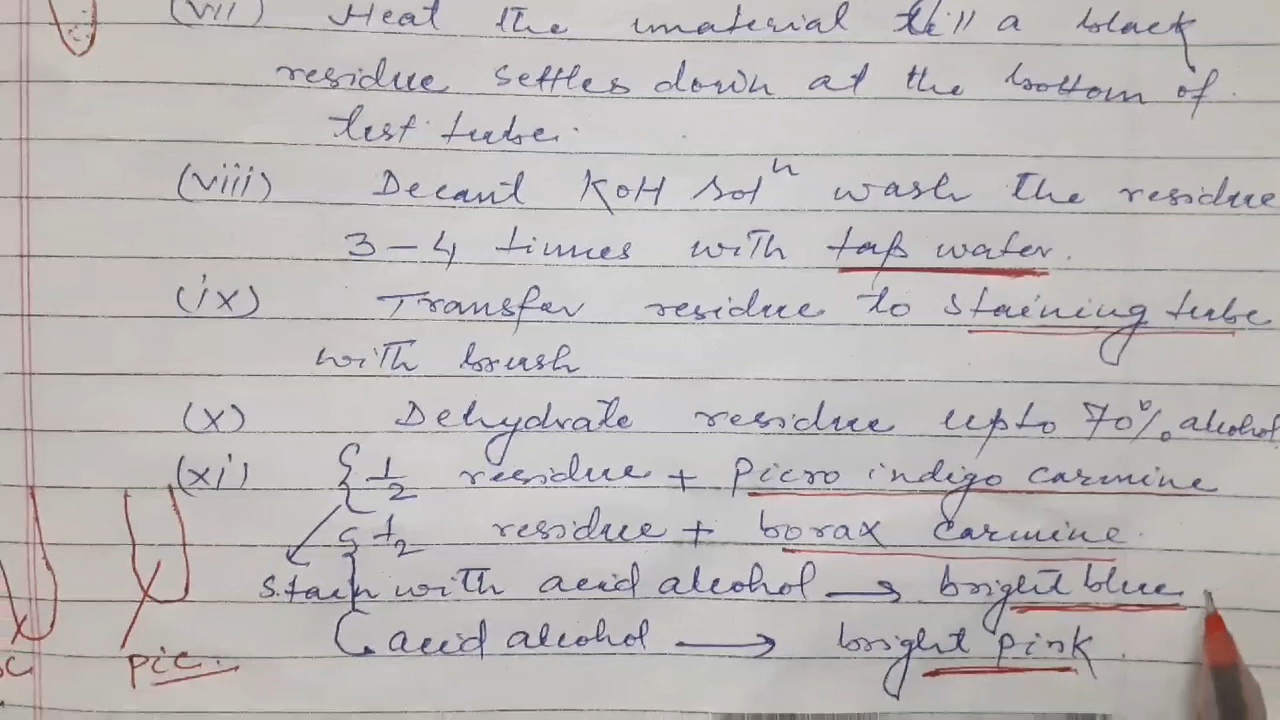 (vii) Heat the material till a black
residue settles down at the bottom of
test tube.
(viii) Decant KOH solⁿ wash the residue
3-4 times with tap water.
(ix) Transfer residue to staining tube
with brush
(x) Dehydrate residue upto 70% alcohol
(xi) { 1/2 residue + Picro indigo carmine
{ 1/2 residue + borax carmine.
Stain with acid alcohol → bright blue.
acid alcohol → bright pink.
C
PIC.